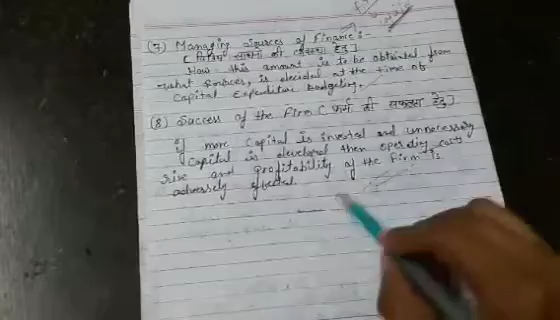 (7) Managing Sources of Finance :-
[वित्तीय साधनों की व्यवस्था हेतु]
How this amount is to be obtained from
what sources, is decided at the time of
Capital Expenditure budgeting.
(8) Success of the Firm [फर्म की सफलता हेतु]
if more capital is invested and unnecessary
Capital is developed then operating costs
rise and profitability of the firm is
adversely effected.